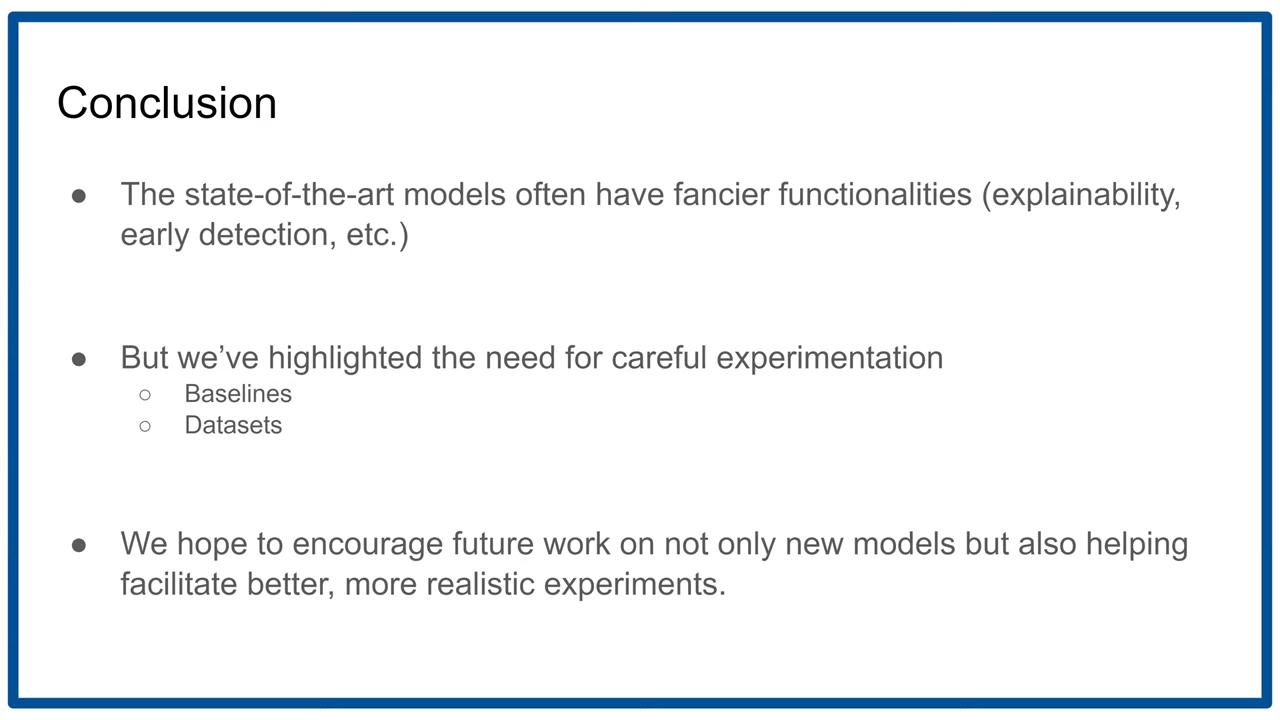 Conclusion
● The state-of-the-art models often have fancier functionalities (explainability,
early detection, etc.)
● But we’ve highlighted the need for careful experimentation
○ Baselines
○ Datasets
● We hope to encourage future work on not only new models but also helping
facilitate better, more realistic experiments.